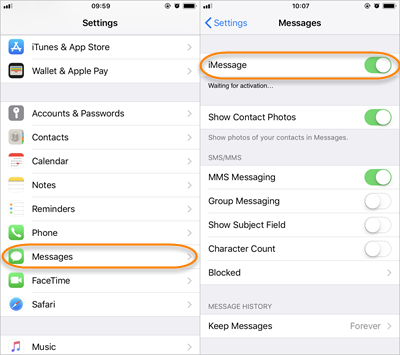 09:59
Settings
iTunes & App Store
Wallet & Apple Pay
Accounts & Passwords
Contacts
Calendar
Notes
Reminders
Phone
Messages
FaceTime
Safari
Music
10:07
Settings
Messages
iMessage
Waiting for activation...
Show Contact Photos
Show photos of your contacts in Messages.
SMS/MMS
MMS Messaging
Group Messaging
Show Subject Field
Character Count
Blocked
MESSAGE HISTORY
Keep Messages Forever